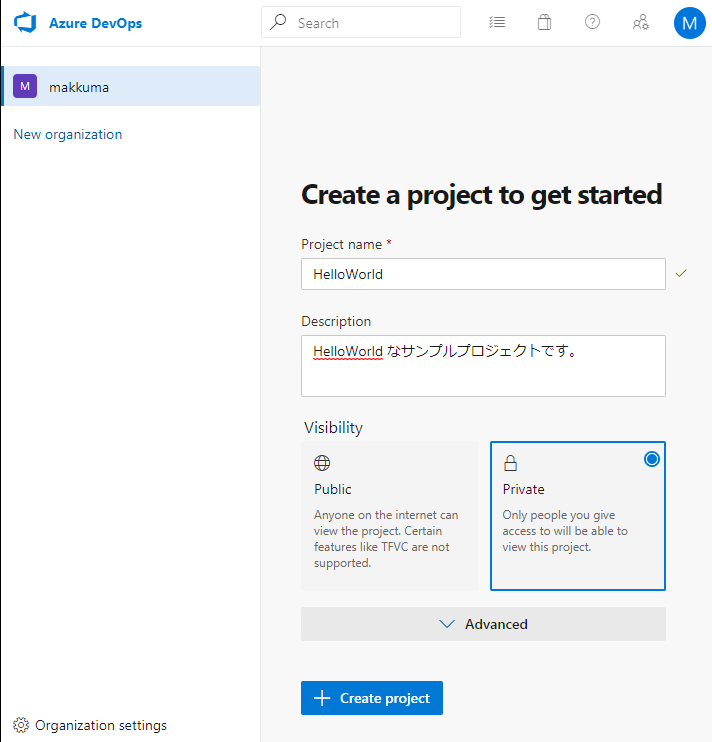 Azure DevOps
Search
M
M
makkuma
New organization
Create a project to get started
Project name *
HelloWorld
Description
HelloWorld なサンプルプロジェクトです。
Visibility
Public
Anyone on the internet can
view the project. Certain
features like TFVC are not
supported.
Private
Only people you give
access to will be able to
view this project.
Advanced
Create project
Organization settings